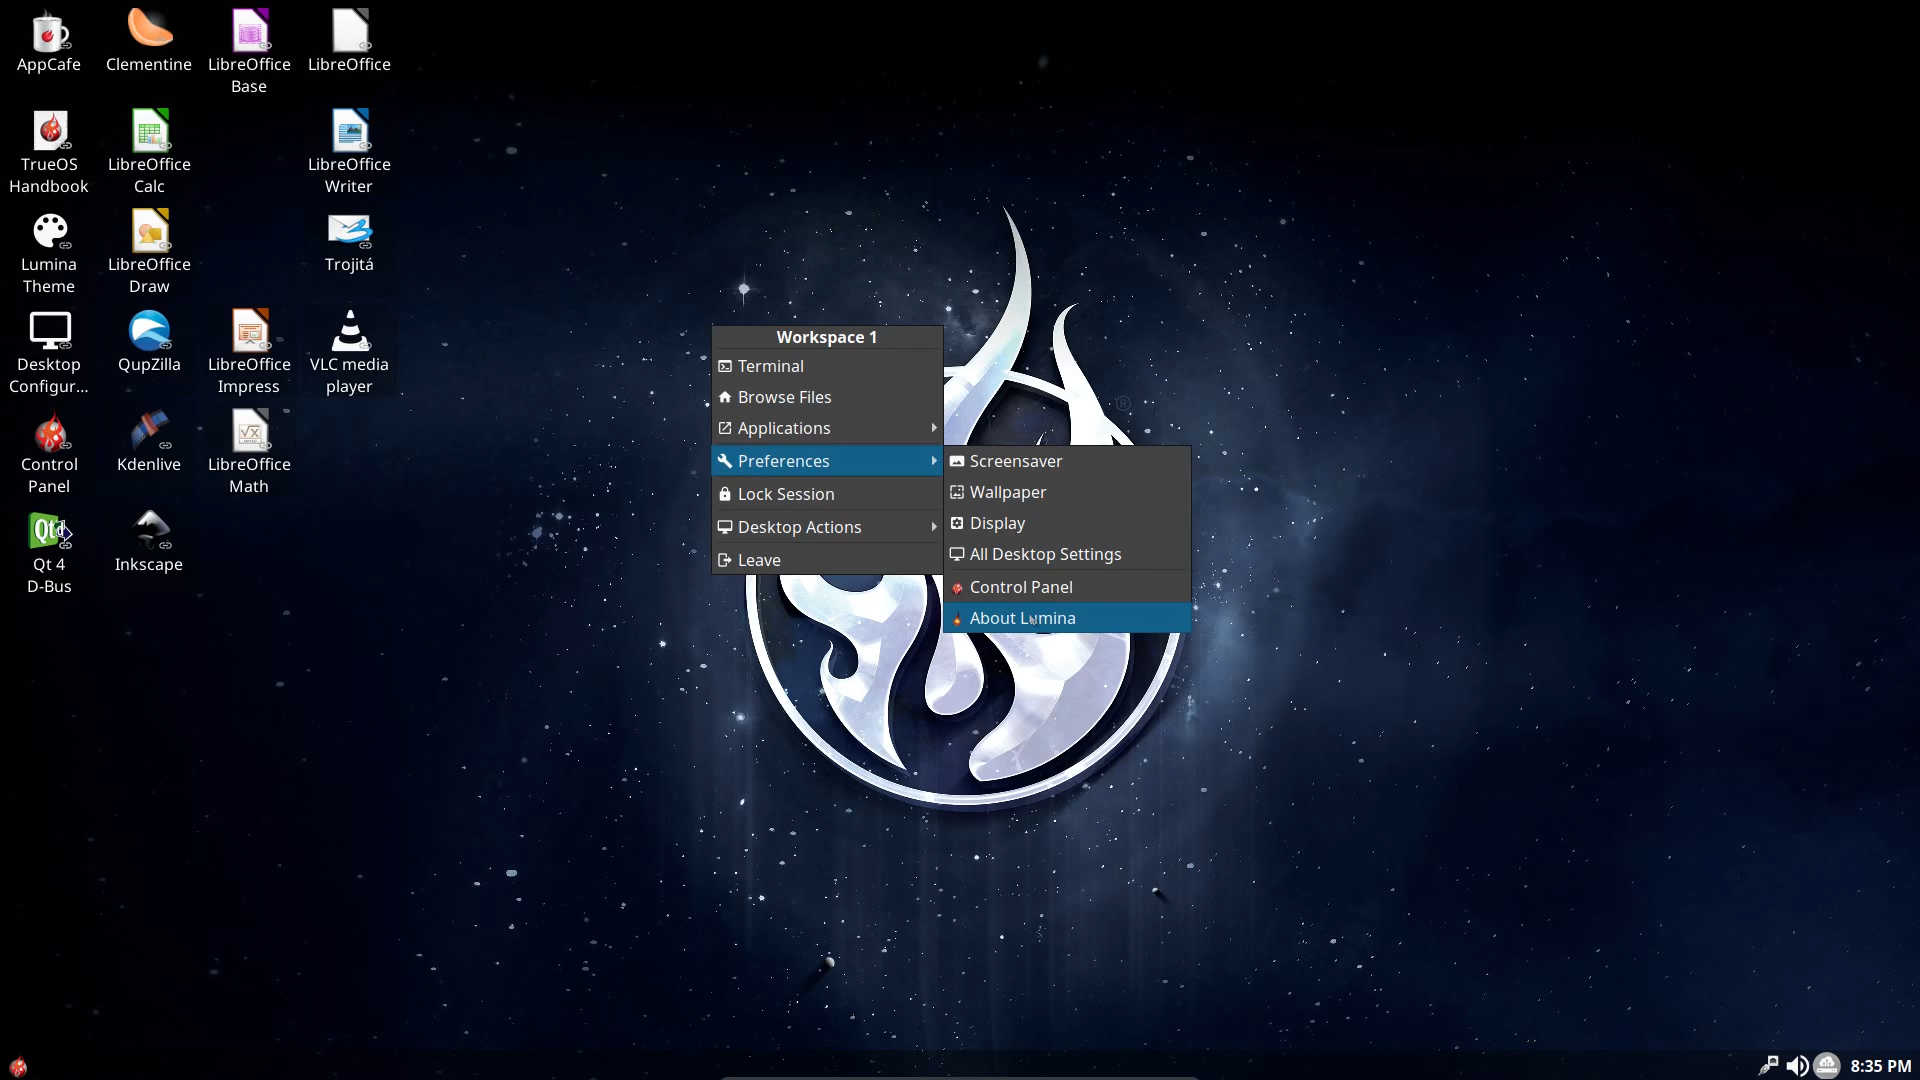 AppCafe
Clementine
LibreOffice
Base
LibreOffice
TrueOS
Handbook
LibreOffice
Calc
LibreOffice
Writer
Lumina
Theme
LibreOffice
Draw
Trojitá
Desktop
Configur...
QupZilla
LibreOffice
Impress
VLC media
player
Control
Panel
Kdenlive
LibreOffice
Math
Qt 4
D-Bus
Inkscape
Workspace 1
Terminal
Browse Files
Applications
Preferences
Lock Session
Desktop Actions
Leave
Screensaver
Wallpaper
Display
All Desktop Settings
Control Panel
About Lumina
®
8:35 PM